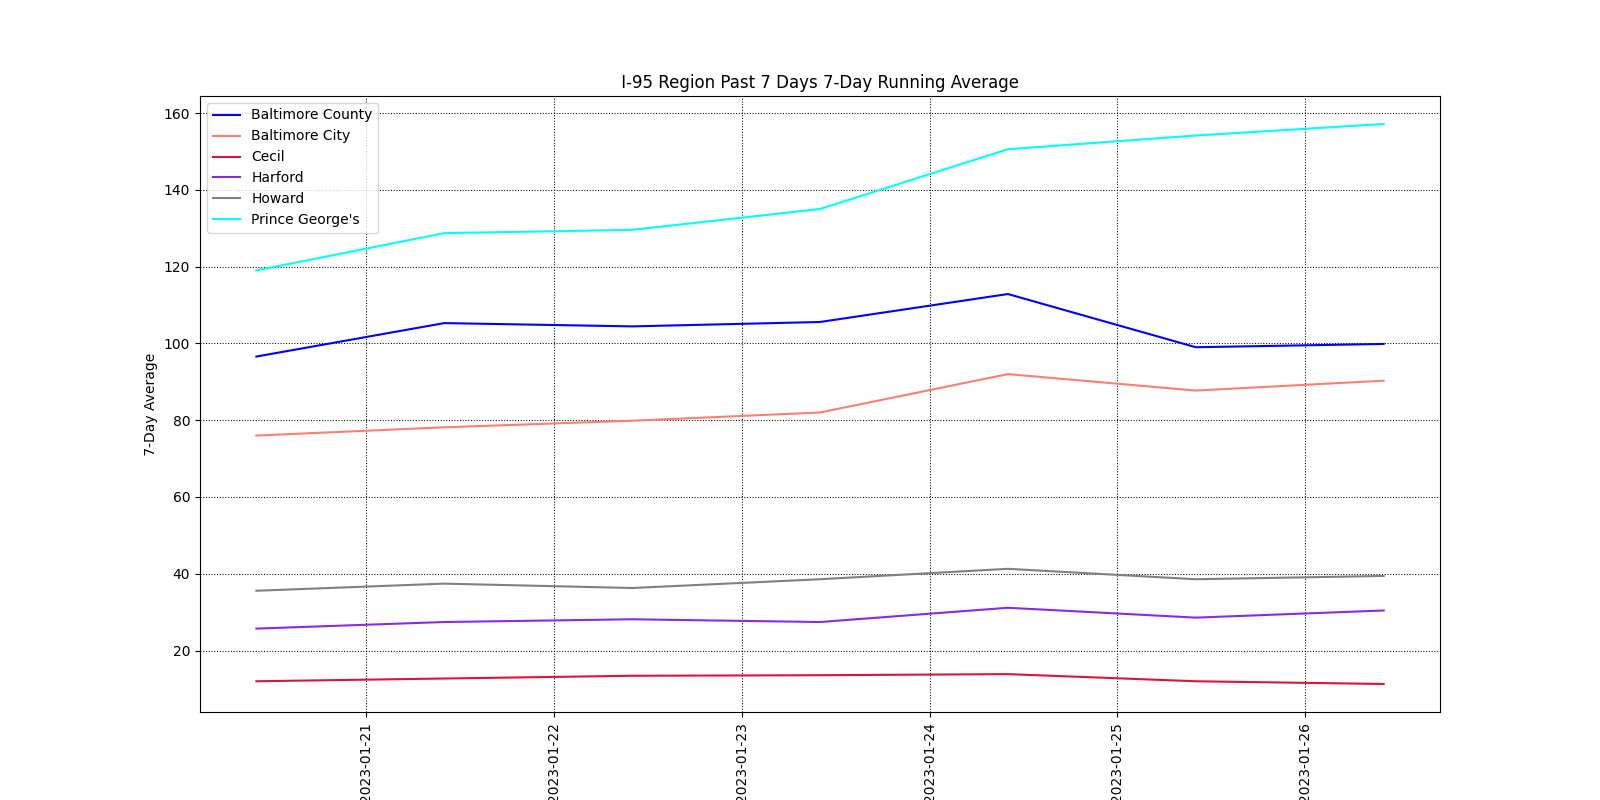 I-95 Region Past 7 Days 7-Day Running Average
160
140
120
100
80
60
40
20
7-Day Average
Baltimore County
Baltimore City
Cecil
Harford
Howard
Prince George's
2023-01-21
2023-01-22
2023-01-23
2023-01-24
2023-01-25
2023-01-26